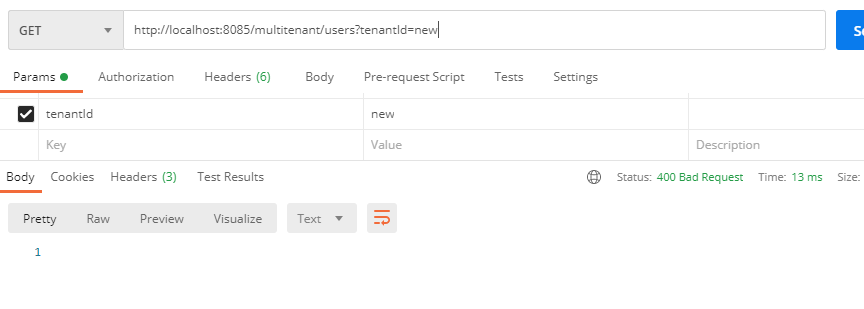 GET http://localhost:8085/multitenant/users?tenantId=new Se
Params Authorization Headers (6) Body Pre-request Script Tests Settings
tenantId new
Key Value Description
Body Cookies Headers (3) Test Results Status: 400 Bad Request Time: 13 ms Size:
Pretty Raw Preview Visualize Text
1